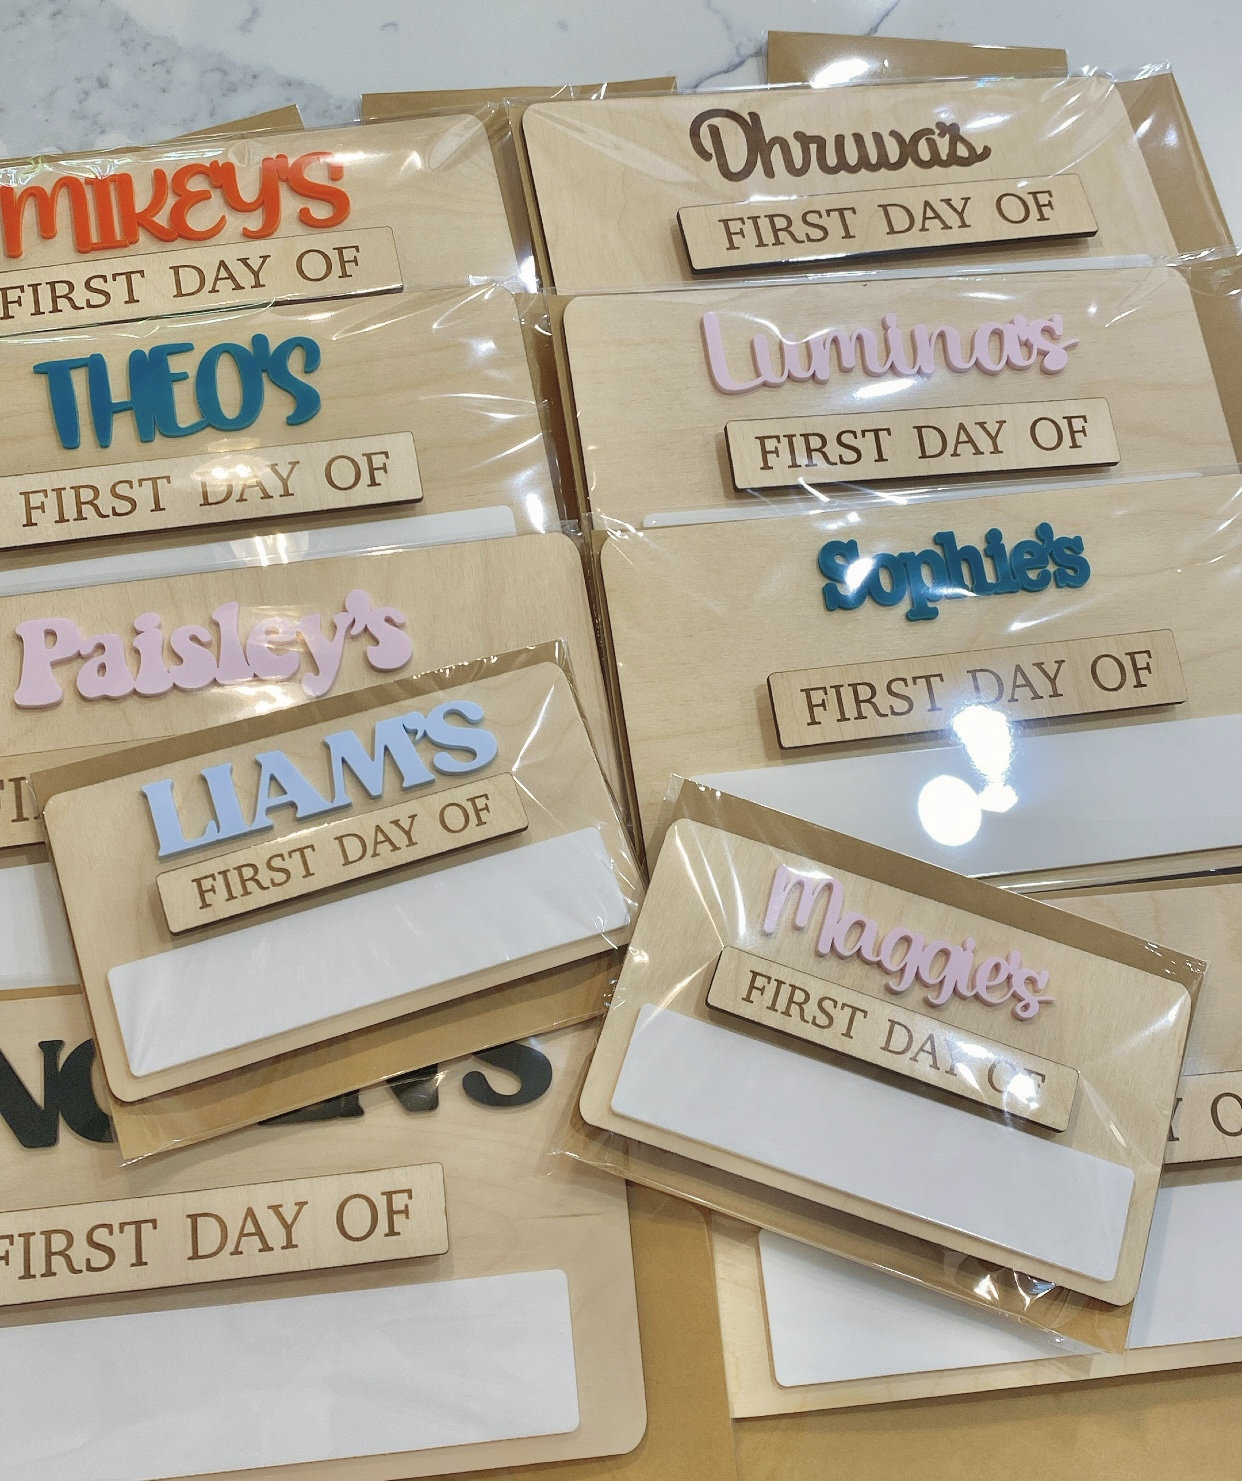 MIKEY'S
FIRST DAY OF
Dhruva's
FIRST DAY OF
THEO'S
FIRST DAY OF
Lumina's
FIRST DAY OF
Paisley's
FI
Sophie's
FIRST DAY OF
LIAM'S
FIRST DAY OF
Maggie's
FIRST DAY OF
N'S
FIRST DAY OF
Y O